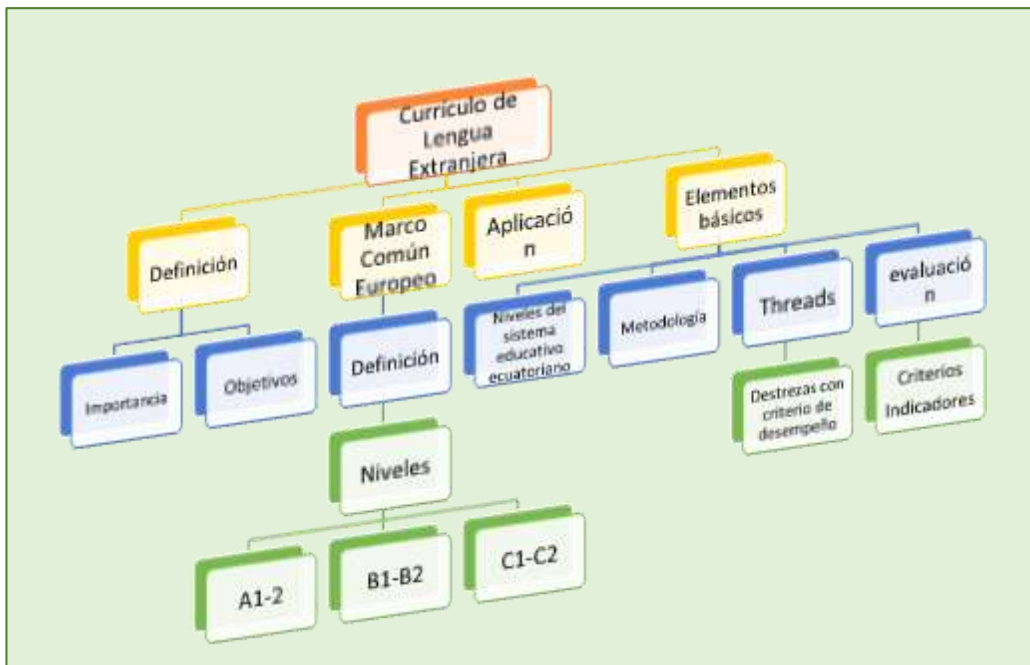 Currículo de
Lengua
Extranjera
Definición
Marco
Común
Europeo
Aplicació
n
Elementos
básicos
Importancia
Objetivos
Definición
Niveles del
sistema
educativo
ecuatoriano
Metodología
Threads
evaluació
n
Niveles
Destrezas con
criterio de
desempeño
Criterios
Indicadores
A1-2
B1-B2
C1-C2